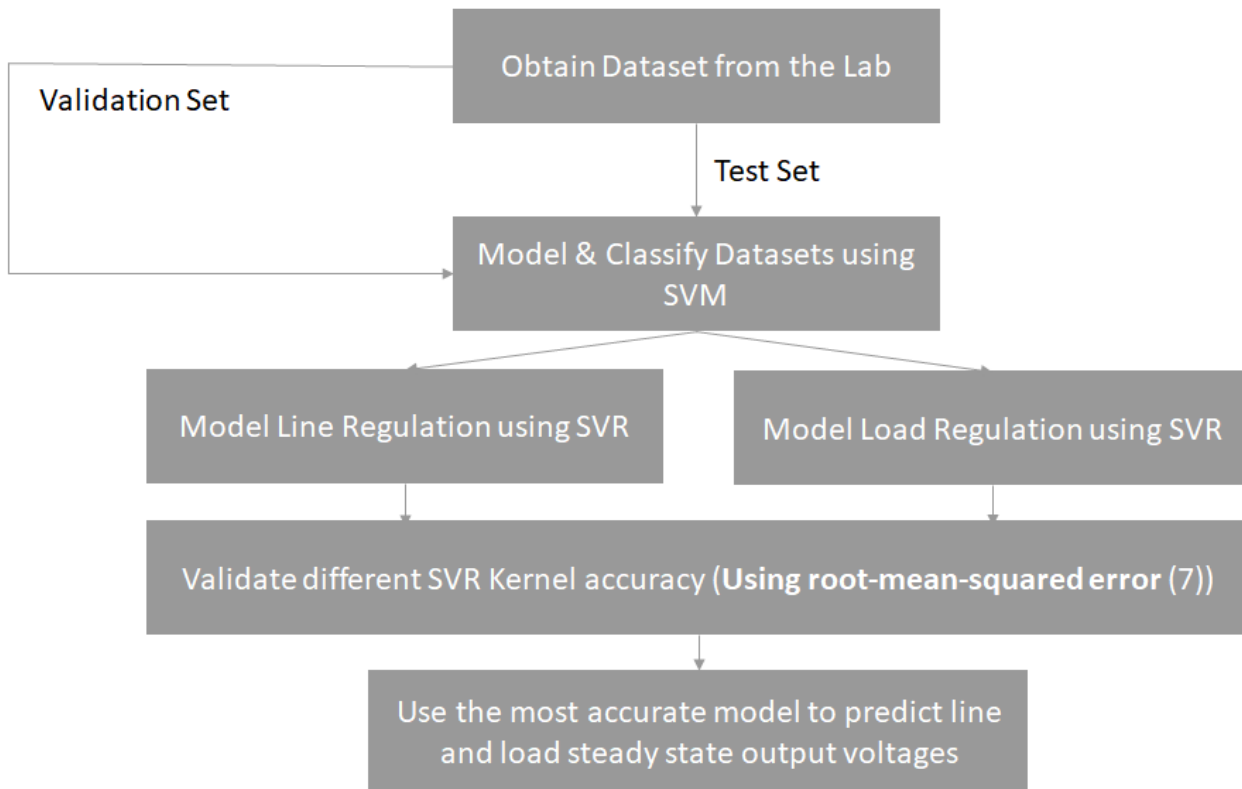 Obtain Dataset from the Lab
Validation Set
Test Set
Model & Classify Datasets using
SVM
Model Line Regulation using SVR
Model Load Regulation using SVR
Validate different SVR Kernel accuracy (Using root-mean-squared error (7))
Use the most accurate model to predict line
and load steady state output voltages